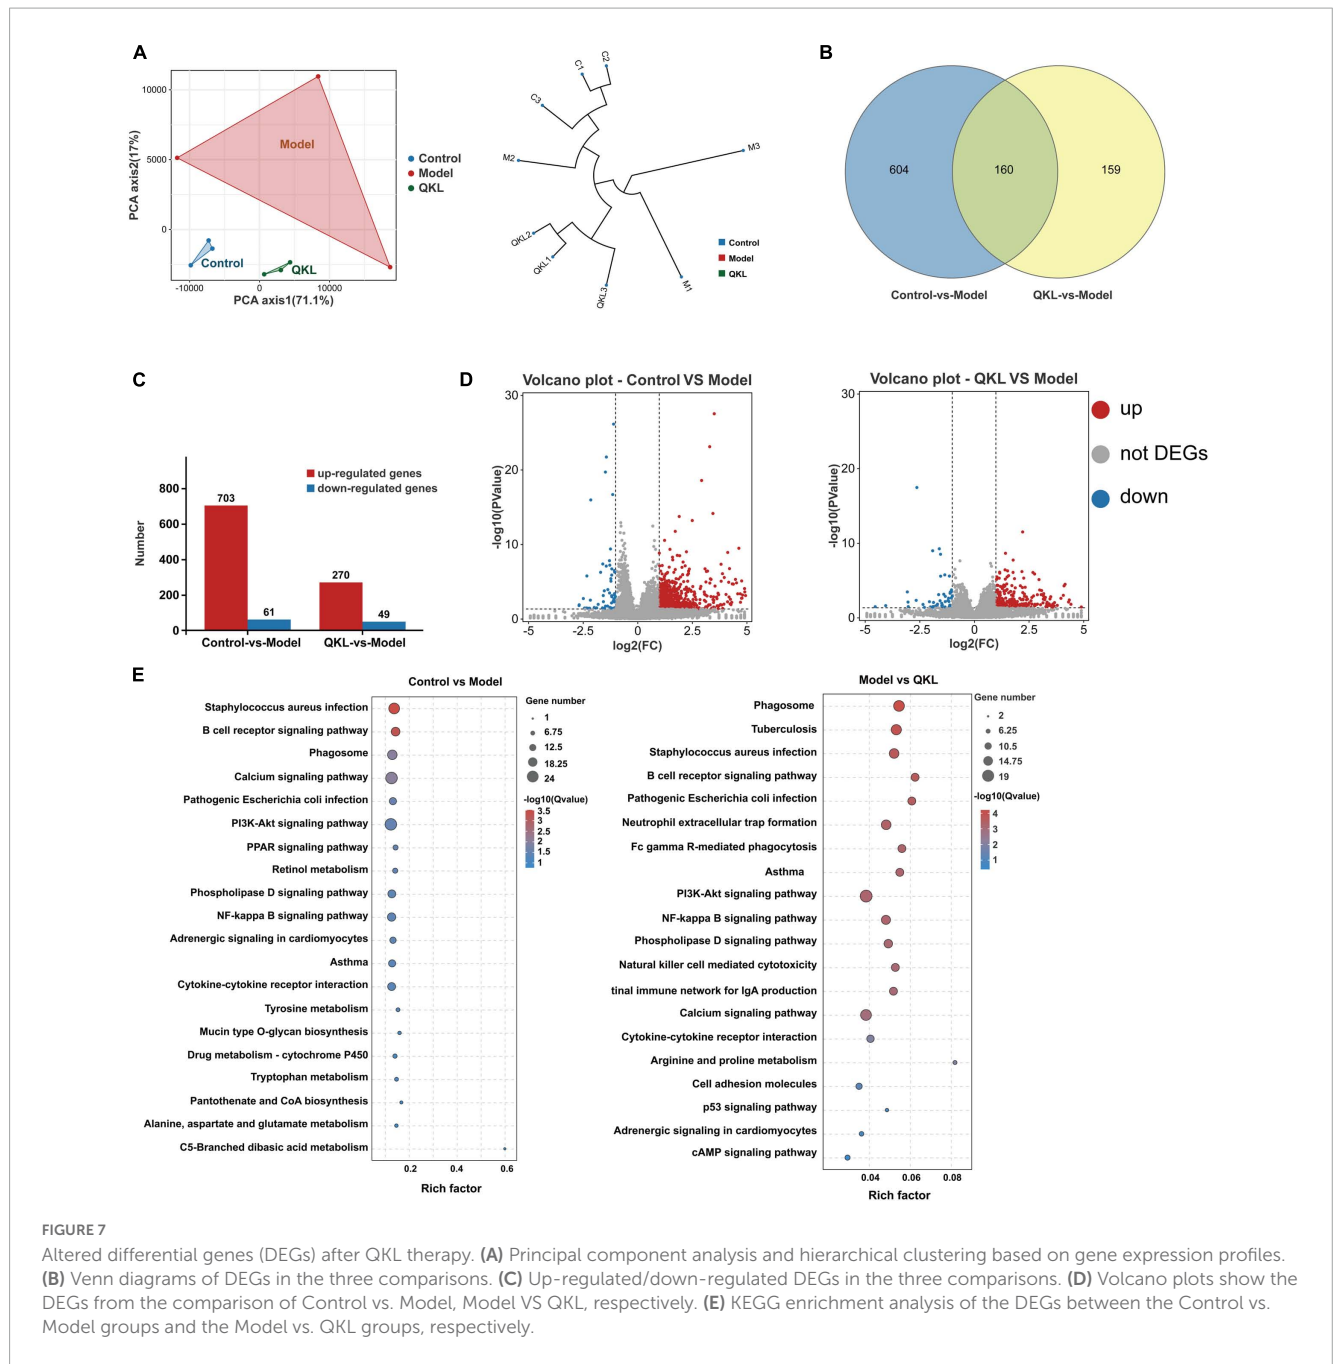 A
PCA axis2(17%)
10000
5000
0
-10000
0
10000
PCA axis1(71.1%)
Model
Control
QKL
Control
Model
QKL
C1
C2
C3
M2
M3
QKL2
QKL1
QKL3
M1
Control
Model
QKL
B
604
160
159
Control-vs-Model
QKL-vs-Model
C
Number
800
600
400
200
0
up-regulated genes
down-regulated genes
703
61
270
49
Control-vs-Model
QKL-vs-Model
D
Volcano plot - Control VS Model
-log10(PValue)
30
20
10
0
-5
-2.5
0
2.5
5
log2(FC)
Volcano plot - QKL VS Model
-log10(PValue)
30
20
10
0
-5
-2.5
0
2.5
5
log2(FC)
up
not DEGs
down
E
Control vs Model
Staphylococcus aureus infection
B cell receptor signaling pathway
Phagosome
Calcium signaling pathway
Pathogenic Escherichia coli infection
PI3K-Akt signaling pathway
PPAR signaling pathway
Retinol metabolism
Phospholipase D signaling pathway
NF-kappa B signaling pathway
Adrenergic signaling in cardiomyocytes
Asthma
Cytokine-cytokine receptor interaction
Tyrosine metabolism
Mucin type O-glycan biosynthesis
Drug metabolism - cytochrome P450
Tryptophan metabolism
Pantothenate and CoA biosynthesis
Alanine, aspartate and glutamate metabolism
C5-Branched dibasic acid metabolism
0.2
0.4
0.6
Rich factor
Gene number
1
6.75
12.5
18.25
24
-log10(Qvalue)
3.5
3
2.5
2
1.5
1
Model vs QKL
Phagosome
Tuberculosis
Staphylococcus aureus infection
B cell receptor signaling pathway
Pathogenic Escherichia coli infection
Neutrophil extracellular trap formation
Fc gamma R-mediated phagocytosis
Asthma
PI3K-Akt signaling pathway
NF-kappa B signaling pathway
Phospholipase D signaling pathway
Natural killer cell mediated cytotoxicity
tinal immune network for IgA production
Calcium signaling pathway
Cytokine-cytokine receptor interaction
Arginine and proline metabolism
Cell adhesion molecules
p53 signaling pathway
Adrenergic signaling in cardiomyocytes
cAMP signaling pathway
0.04
0.06
0.08
Rich factor
Gene number
2
6.25
10.5
14.75
19
-log10(Qvalue)
4
3
2
1
FIGURE 7
Altered differential genes (DEGs) after QKL therapy. (A) Principal component analysis and hierarchical clustering based on gene expression profiles.
(B) Venn diagrams of DEGs in the three comparisons. (C) Up-regulated/down-regulated DEGs in the three comparisons. (D) Volcano plots show the
DEGs from the comparison of Control vs. Model, Model VS QKL, respectively. (E) KEGG enrichment analysis of the DEGs between the Control vs.
Model groups and the Model vs. QKL groups, respectively.